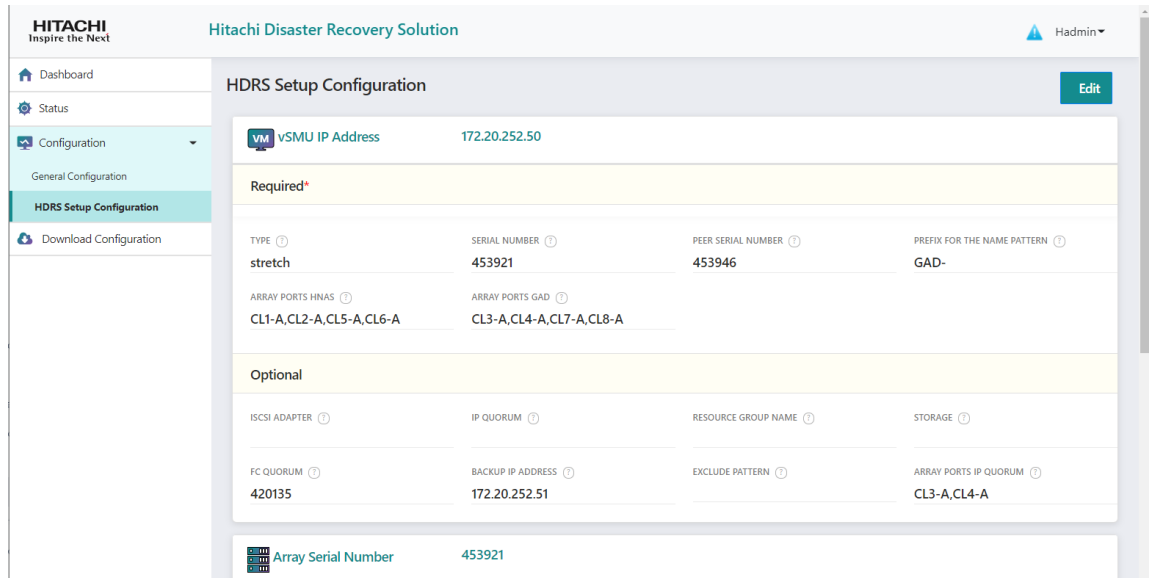 HITACHI
Inspire the Next
Hitachi Disaster Recovery Solution
Hadmin
Dashboard
Status
Configuration
General Configuration
HDRS Setup Configuration
Download Configuration
HDRS Setup Configuration
Edit
VM vSMU IP Address 172.20.252.50
Required*
TYPE ? SERIAL NUMBER ? PEER SERIAL NUMBER ? PREFIX FOR THE NAME PATTERN ?
stretch 453921 453946 GAD-
ARRAY PORTS HNAS ? ARRAY PORTS GAD ?
CL1-A,CL2-A,CL5-A,CL6-A CL3-A,CL4-A,CL7-A,CL8-A
Optional
ISCSI ADAPTER ? IP QUORUM ? RESOURCE GROUP NAME ? STORAGE ?
FC QUORUM ? BACKUP IP ADDRESS ? EXCLUDE PATTERN ? ARRAY PORTS IP QUORUM ?
420135 172.20.252.51 CL3-A,CL4-A
Array Serial Number 453921